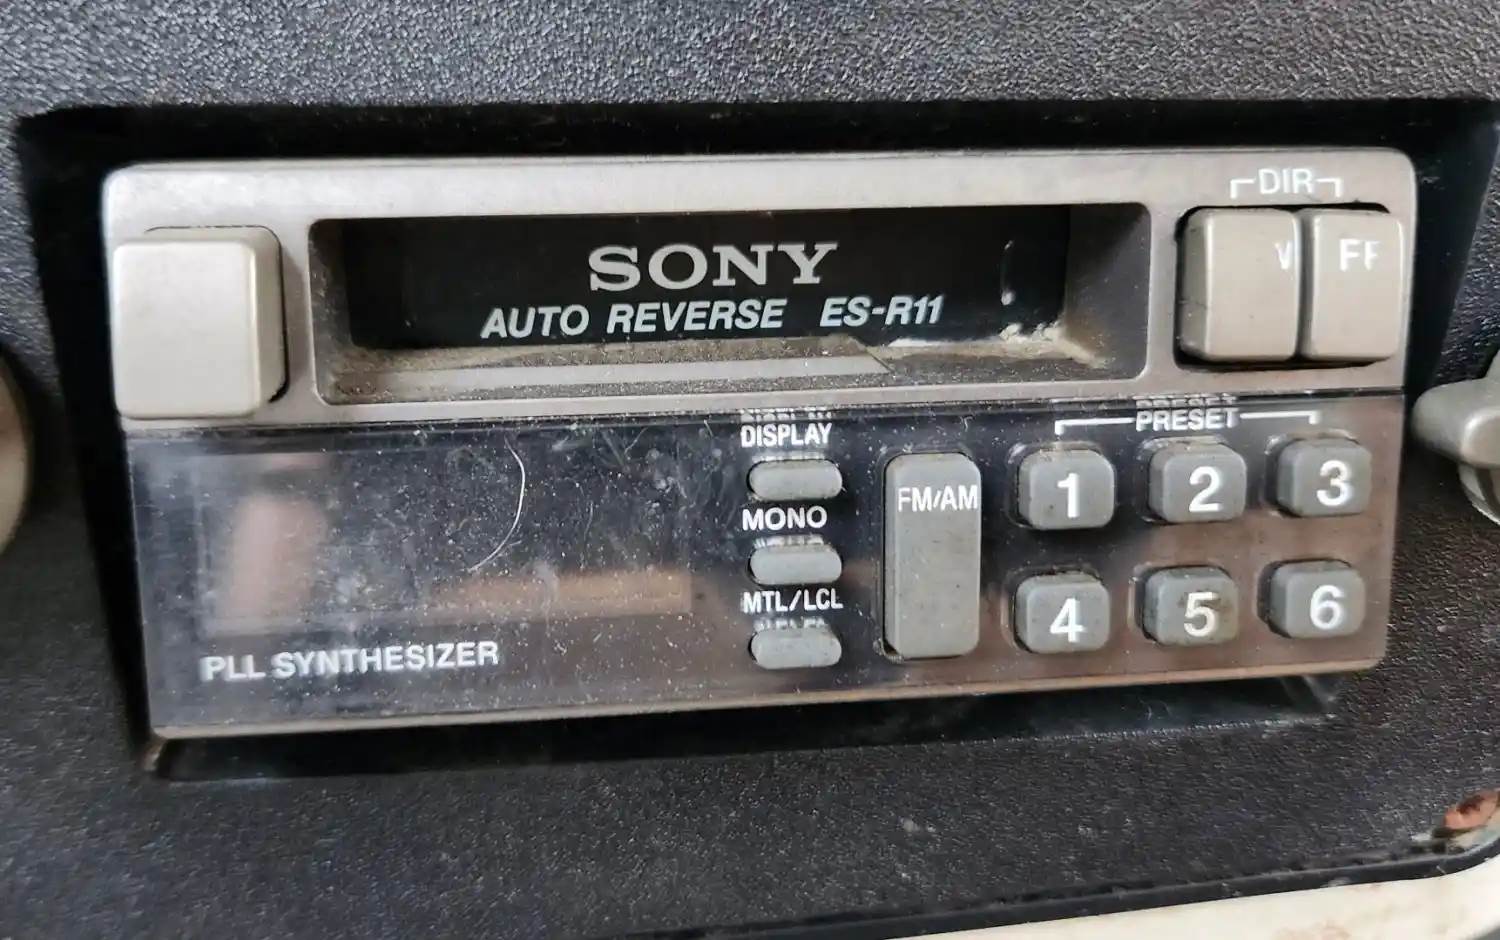 DIR
SONY
FF
AUTO REVERSE ES-R11
PRESET
DISPLAY
MONO
MTL/LCL
FM/AM
1 2 3
4 5 6
PLL SYNTHESIZER